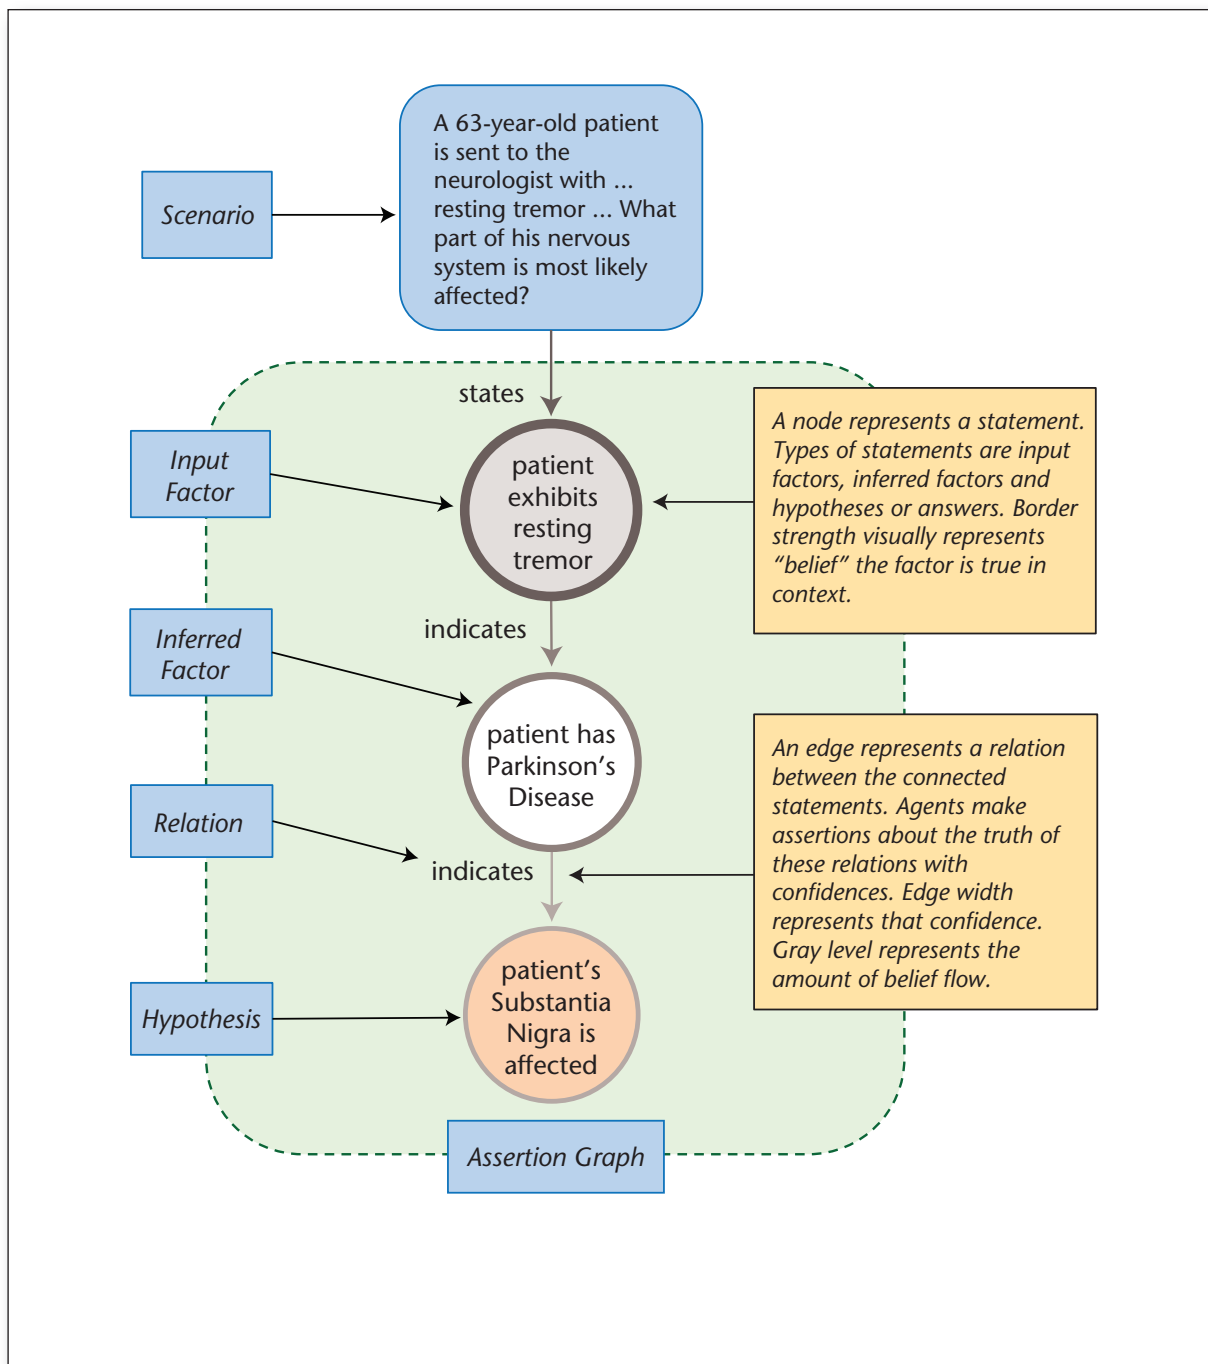 A 63-year-old patient
is sent to the
neurologist with ...
resting tremor ... What
part of his nervous
system is most likely
affected?
Scenario
states
Input
Factor
patient
exhibits
resting
tremor
A node represents a statement.
Types of statements are input
factors, inferred factors and
hypotheses or answers. Border
strength visually represents
“belief” the factor is true in
context.
indicates
Inferred
Factor
patient has
Parkinson’s
Disease
An edge represents a relation
between the connected
statements. Agents make
assertions about the truth of
these relations with
confidences. Edge width
represents that confidence.
Gray level represents the
amount of belief flow.
Relation
indicates
Hypothesis
patient’s
Substantia
Nigra is
affected
Assertion Graph